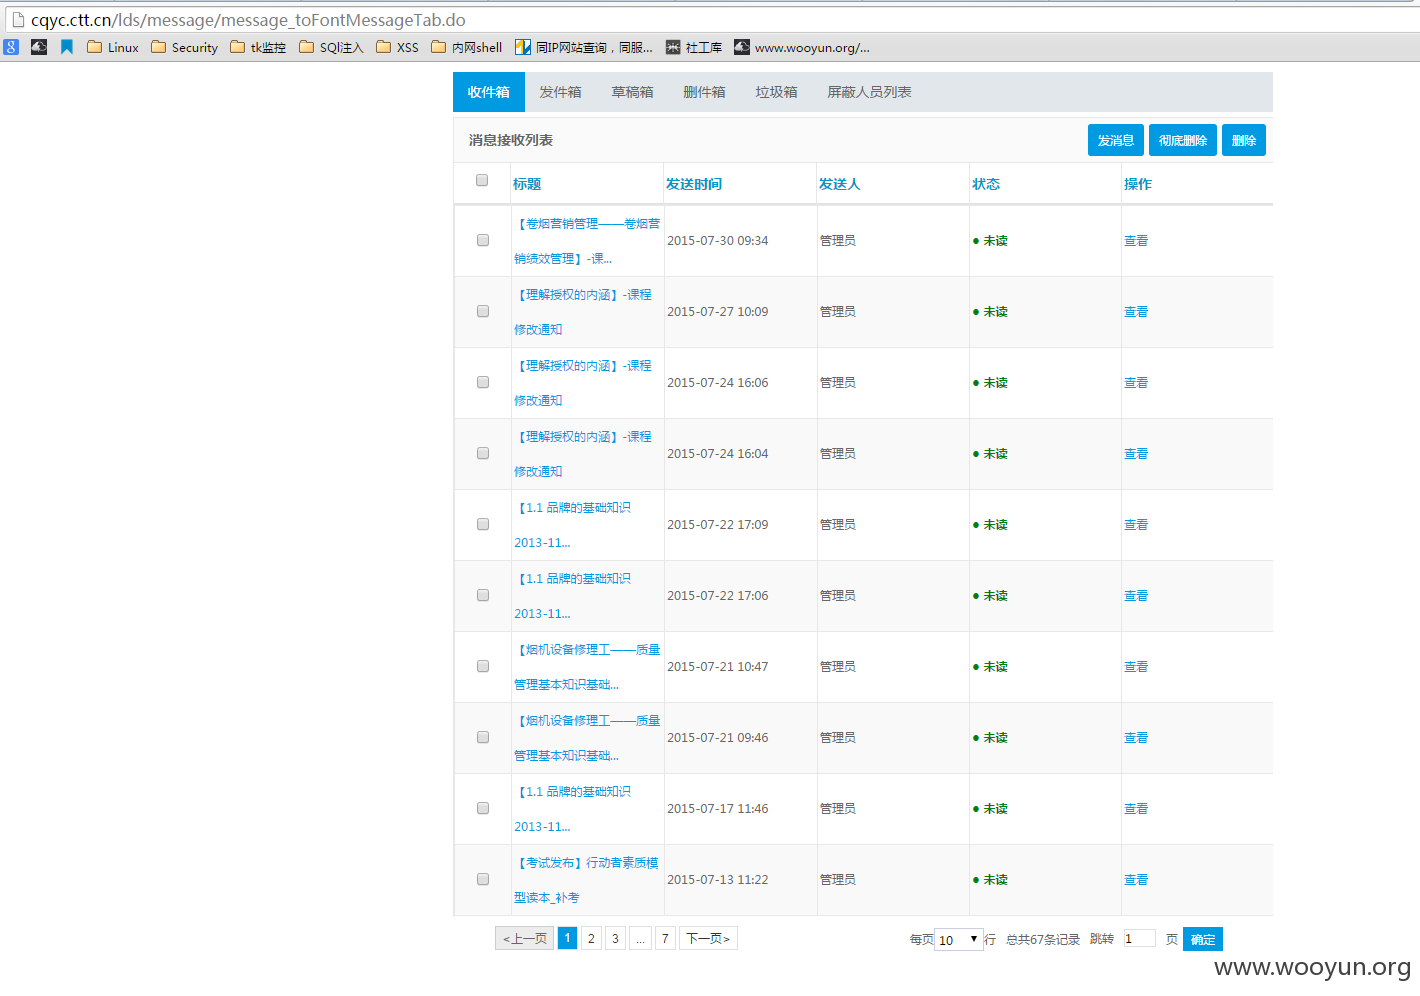 cqyc.ctt.cn/lds/message/message_toFontMessageTab.do
Linux Security tk监控 SQl注入 XSS 内网shell 同IP网站查询，同服... 社工库 www.wooyun.org/...
收件箱 发件箱 草稿箱 删件箱 垃圾箱 屏蔽人员列表
消息接收列表 发消息 彻底删除 删除
标题 发送时间 发送人 状态 操作
【卷烟营销管理——卷烟营
销绩效管理】-课... 2015-07-30 09:34 管理员 ● 未读 查看
【理解授权的内涵】-课程
修改通知 2015-07-27 10:09 管理员 ● 未读 查看
【理解授权的内涵】-课程
修改通知 2015-07-24 16:06 管理员 ● 未读 查看
【理解授权的内涵】-课程
修改通知 2015-07-24 16:04 管理员 ● 未读 查看
【1.1 品牌的基础知识
2013-11... 2015-07-22 17:09 管理员 ● 未读 查看
【1.1 品牌的基础知识
2013-11... 2015-07-22 17:06 管理员 ● 未读 查看
【烟机设备修理工——质量
管理基本知识基础... 2015-07-21 10:47 管理员 ● 未读 查看
【烟机设备修理工——质量
管理基本知识基础... 2015-07-21 09:46 管理员 ● 未读 查看
【1.1 品牌的基础知识
2013-11... 2015-07-17 11:46 管理员 ● 未读 查看
【考试发布】行动者素质模
型读本_补考 2015-07-13 11:22 管理员 ● 未读 查看
<上一页 1 2 3 ... 7 下一页> 每页 10 行 总共67条记录 跳转 1 页 确定
www.wooyun.org